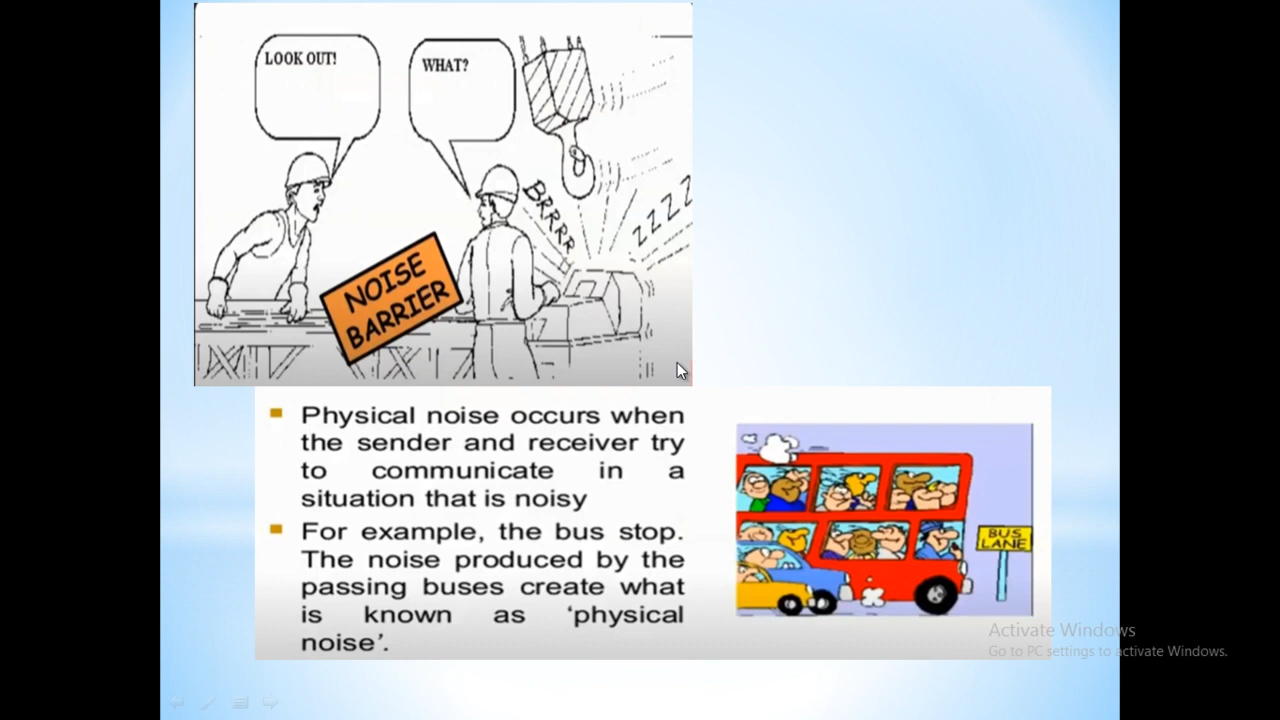 LOOK OUT!
WHAT?
BRRRR
ZZZZ
NOISE
BARRIER
Physical noise occurs when
the sender and receiver try
to communicate in a
situation that is noisy
For example, the bus stop.
The noise produced by the
passing buses create what
is known as ‘physical
noise’.
BUS
LANE
Activate Windows
Go to PC settings to activate Windows.